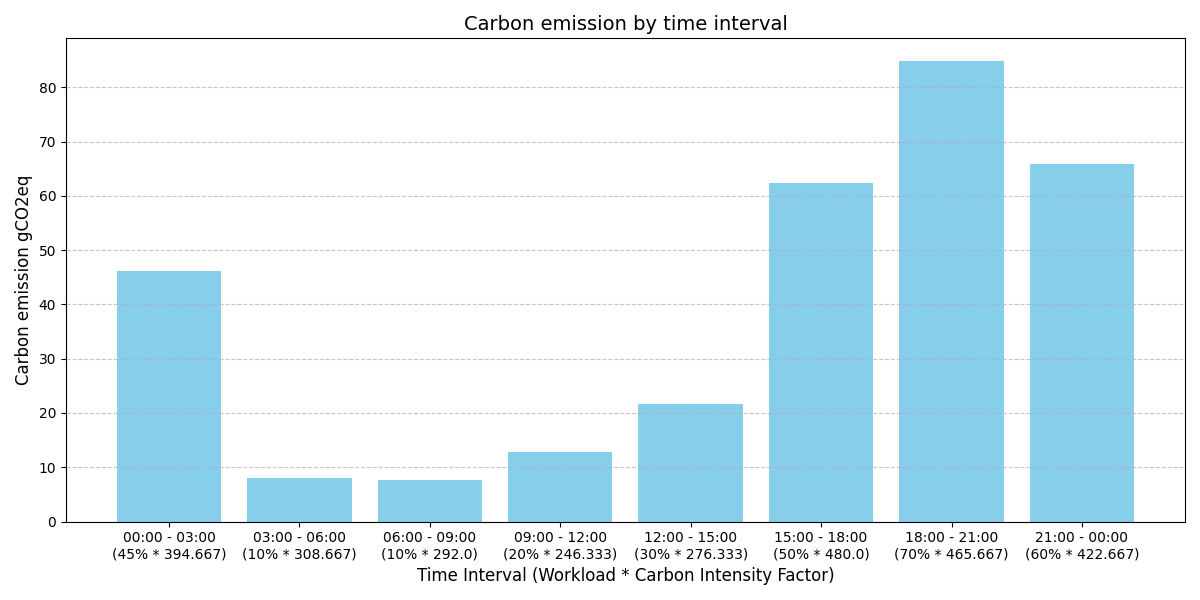 Carbon emission by time interval
Carbon emission gCO2eq
80
70
60
50
40
30
20
10
0
00:00 - 03:00
(45% * 394.667)
03:00 - 06:00
(10% * 308.667)
06:00 - 09:00
(10% * 292.0)
09:00 - 12:00
(20% * 246.333)
12:00 - 15:00
(30% * 276.333)
15:00 - 18:00
(50% * 480.0)
18:00 - 21:00
(70% * 465.667)
21:00 - 00:00
(60% * 422.667)
Time Interval (Workload * Carbon Intensity Factor)